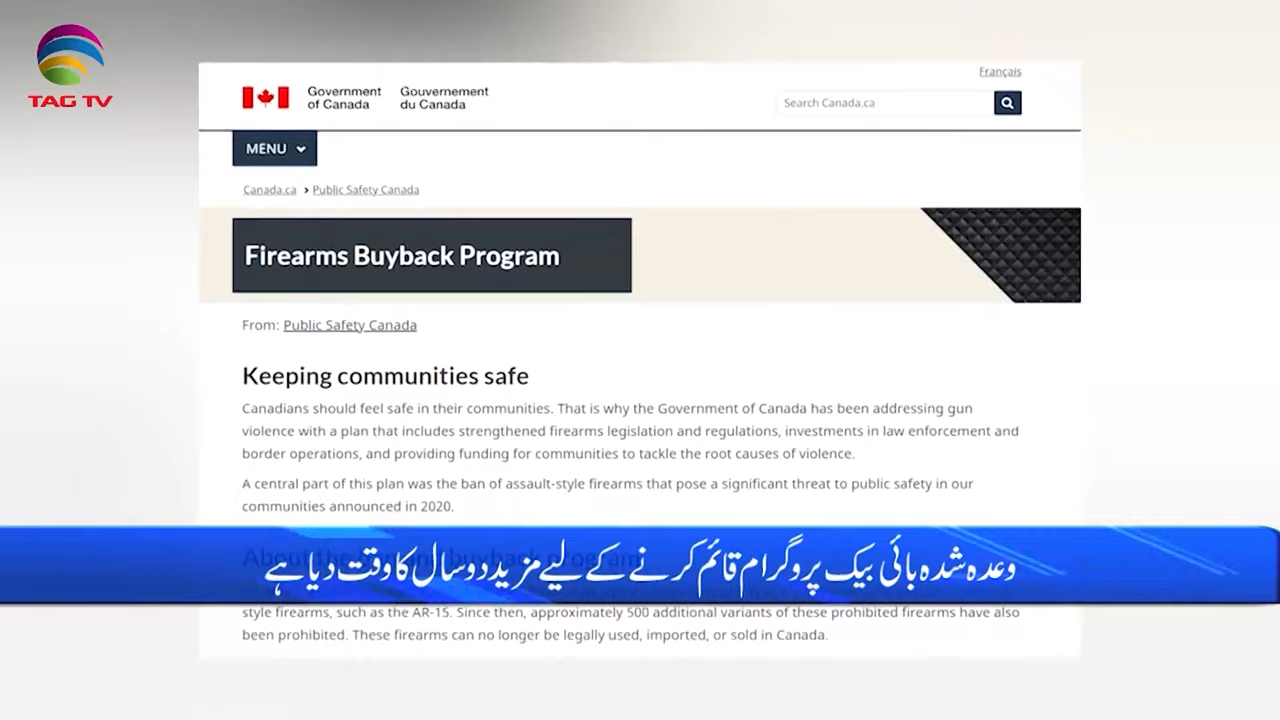 TAG TV
Français
Government of Canada
Gouvernement du Canada
Search Canada.ca
MENU
Canada.ca > Public Safety Canada
Firearms Buyback Program
From: Public Safety Canada
Keeping communities safe
Canadians should feel safe in their communities. That is why the Government of Canada has been addressing gun
violence with a plan that includes strengthened firearms legislation and regulations, investments in law enforcement and
border operations, and providing funding for communities to tackle the root causes of violence.
A central part of this plan was the ban of assault-style firearms that pose a significant threat to public safety in our
communities announced in 2020.
وعدہ شدہ بائی بیک پروگرام قائم کرنے کے لیے مزید دو سال کا وقت دیا ہے
style firearms, such as the AR-15. Since then, approximately 500 additional variants of these prohibited firearms have also
been prohibited. These firearms can no longer be legally used, imported, or sold in Canada.